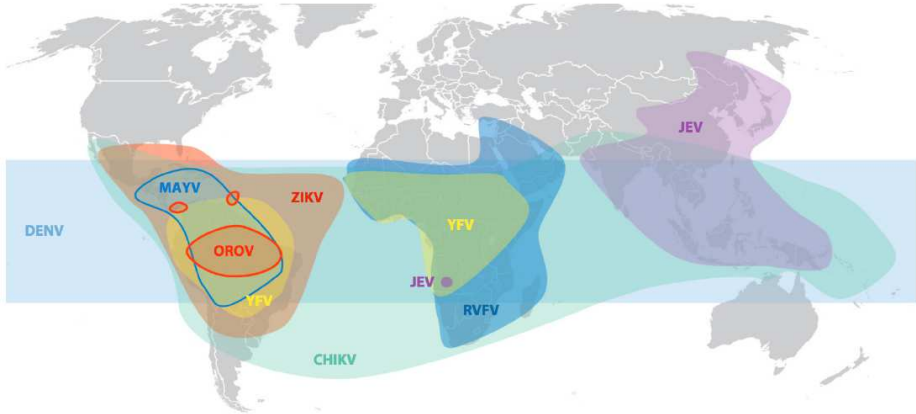 JEV
MAYV
ZIKV
DENV
OROV
YFV
JEV
YFV
RVFV
CHIKV